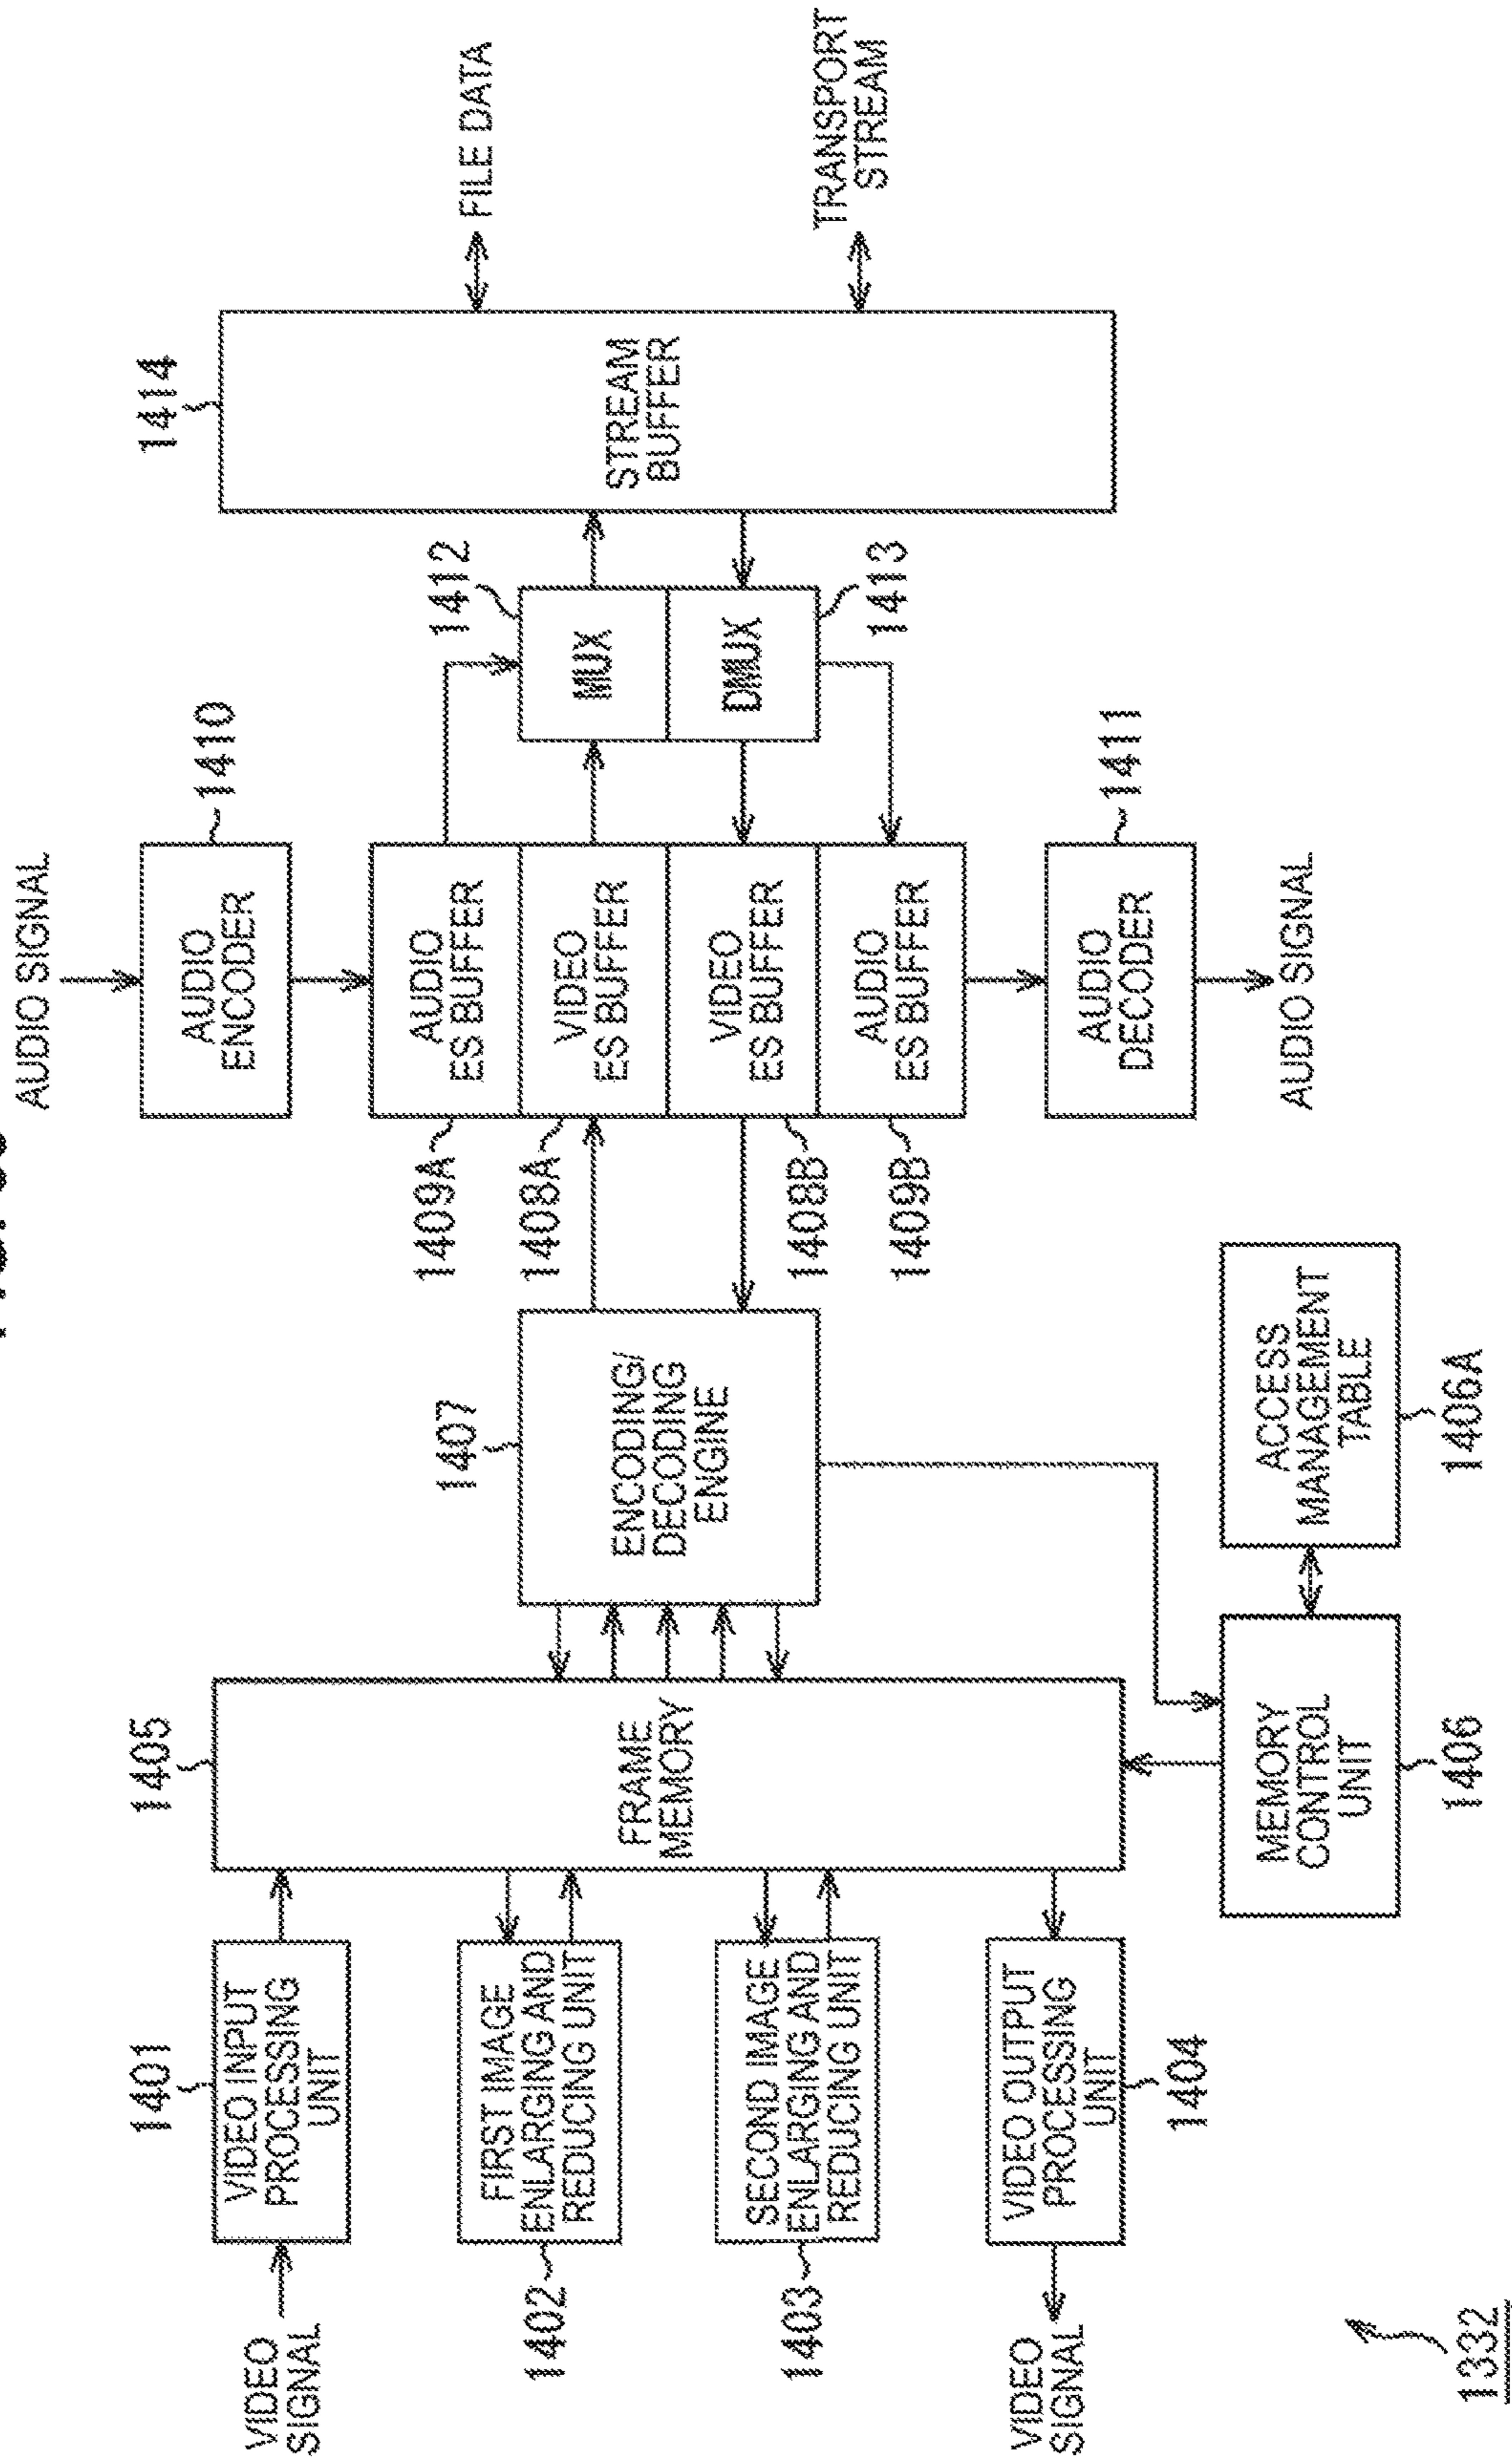 AUDIO SIGNAL
1401
1405
1410
1414
VIDEO
SIGNAL
VIDEO INPUT
PROCESSING
UNIT
AUDIO
ENCODER
1402
FIRST IMAGE
ENLARGING AND
REDUCING UNIT
FRAME
MEMORY
1407
ENCODING/
DECODING
ENGINE
1409A
AUDIO
ES BUFFER
1408A
VIDEO
ES BUFFER
1412
MUX
STREAM
BUFFER
FILE DATA
1403
SECOND IMAGE
ENLARGING AND
REDUCING UNIT
1408B
VIDEO
ES BUFFER
DMUX
1413
TRANSPORT
STREAM
1409B
AUDIO
ES BUFFER
VIDEO
SIGNAL
VIDEO OUTPUT
PROCESSING
UNIT
1404
AUDIO
DECODER
1411
AUDIO SIGNAL
MEMORY
CONTROL
UNIT
1406
ACCESS
MANAGEMENT
TABLE
1406A
1332